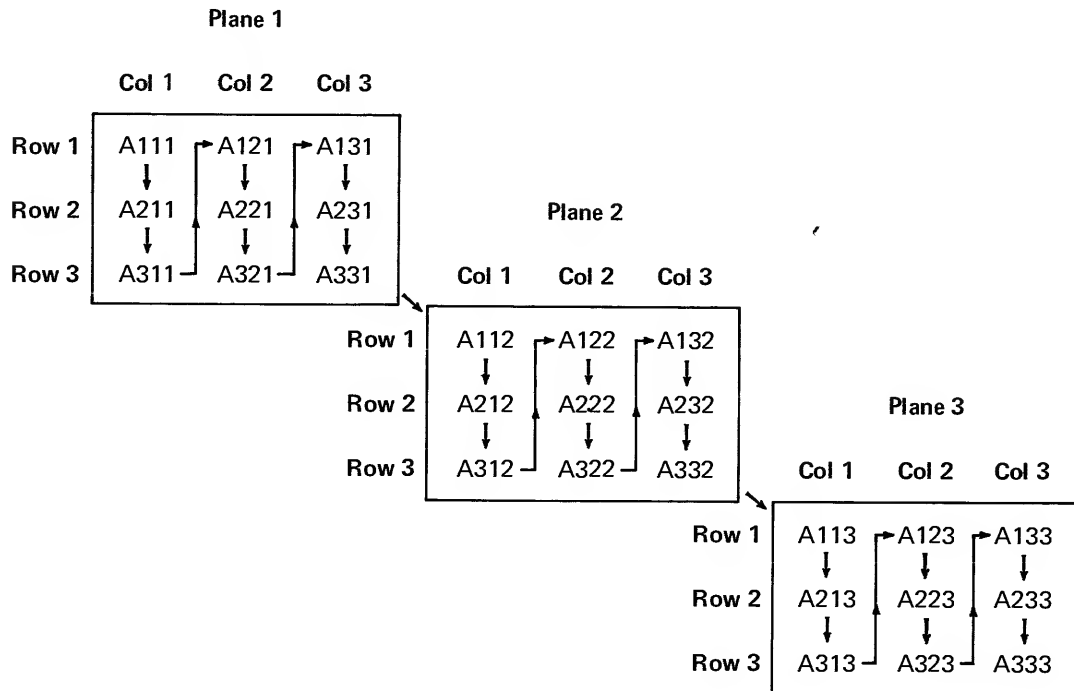 Plane 1
Col 1 Col 2 Col 3
Row 1 A111 A121 A131
Row 2 A211 A221 A231
Row 3 A311 A321 A331
Plane 2
Col 1 Col 2 Col 3
Row 1 A112 A122 A132
Row 2 A212 A222 A232
Row 3 A312 A322 A332
Plane 3
Col 1 Col 2 Col 3
Row 1 A113 A123 A133
Row 2 A213 A223 A233
Row 3 A313 A323 A333